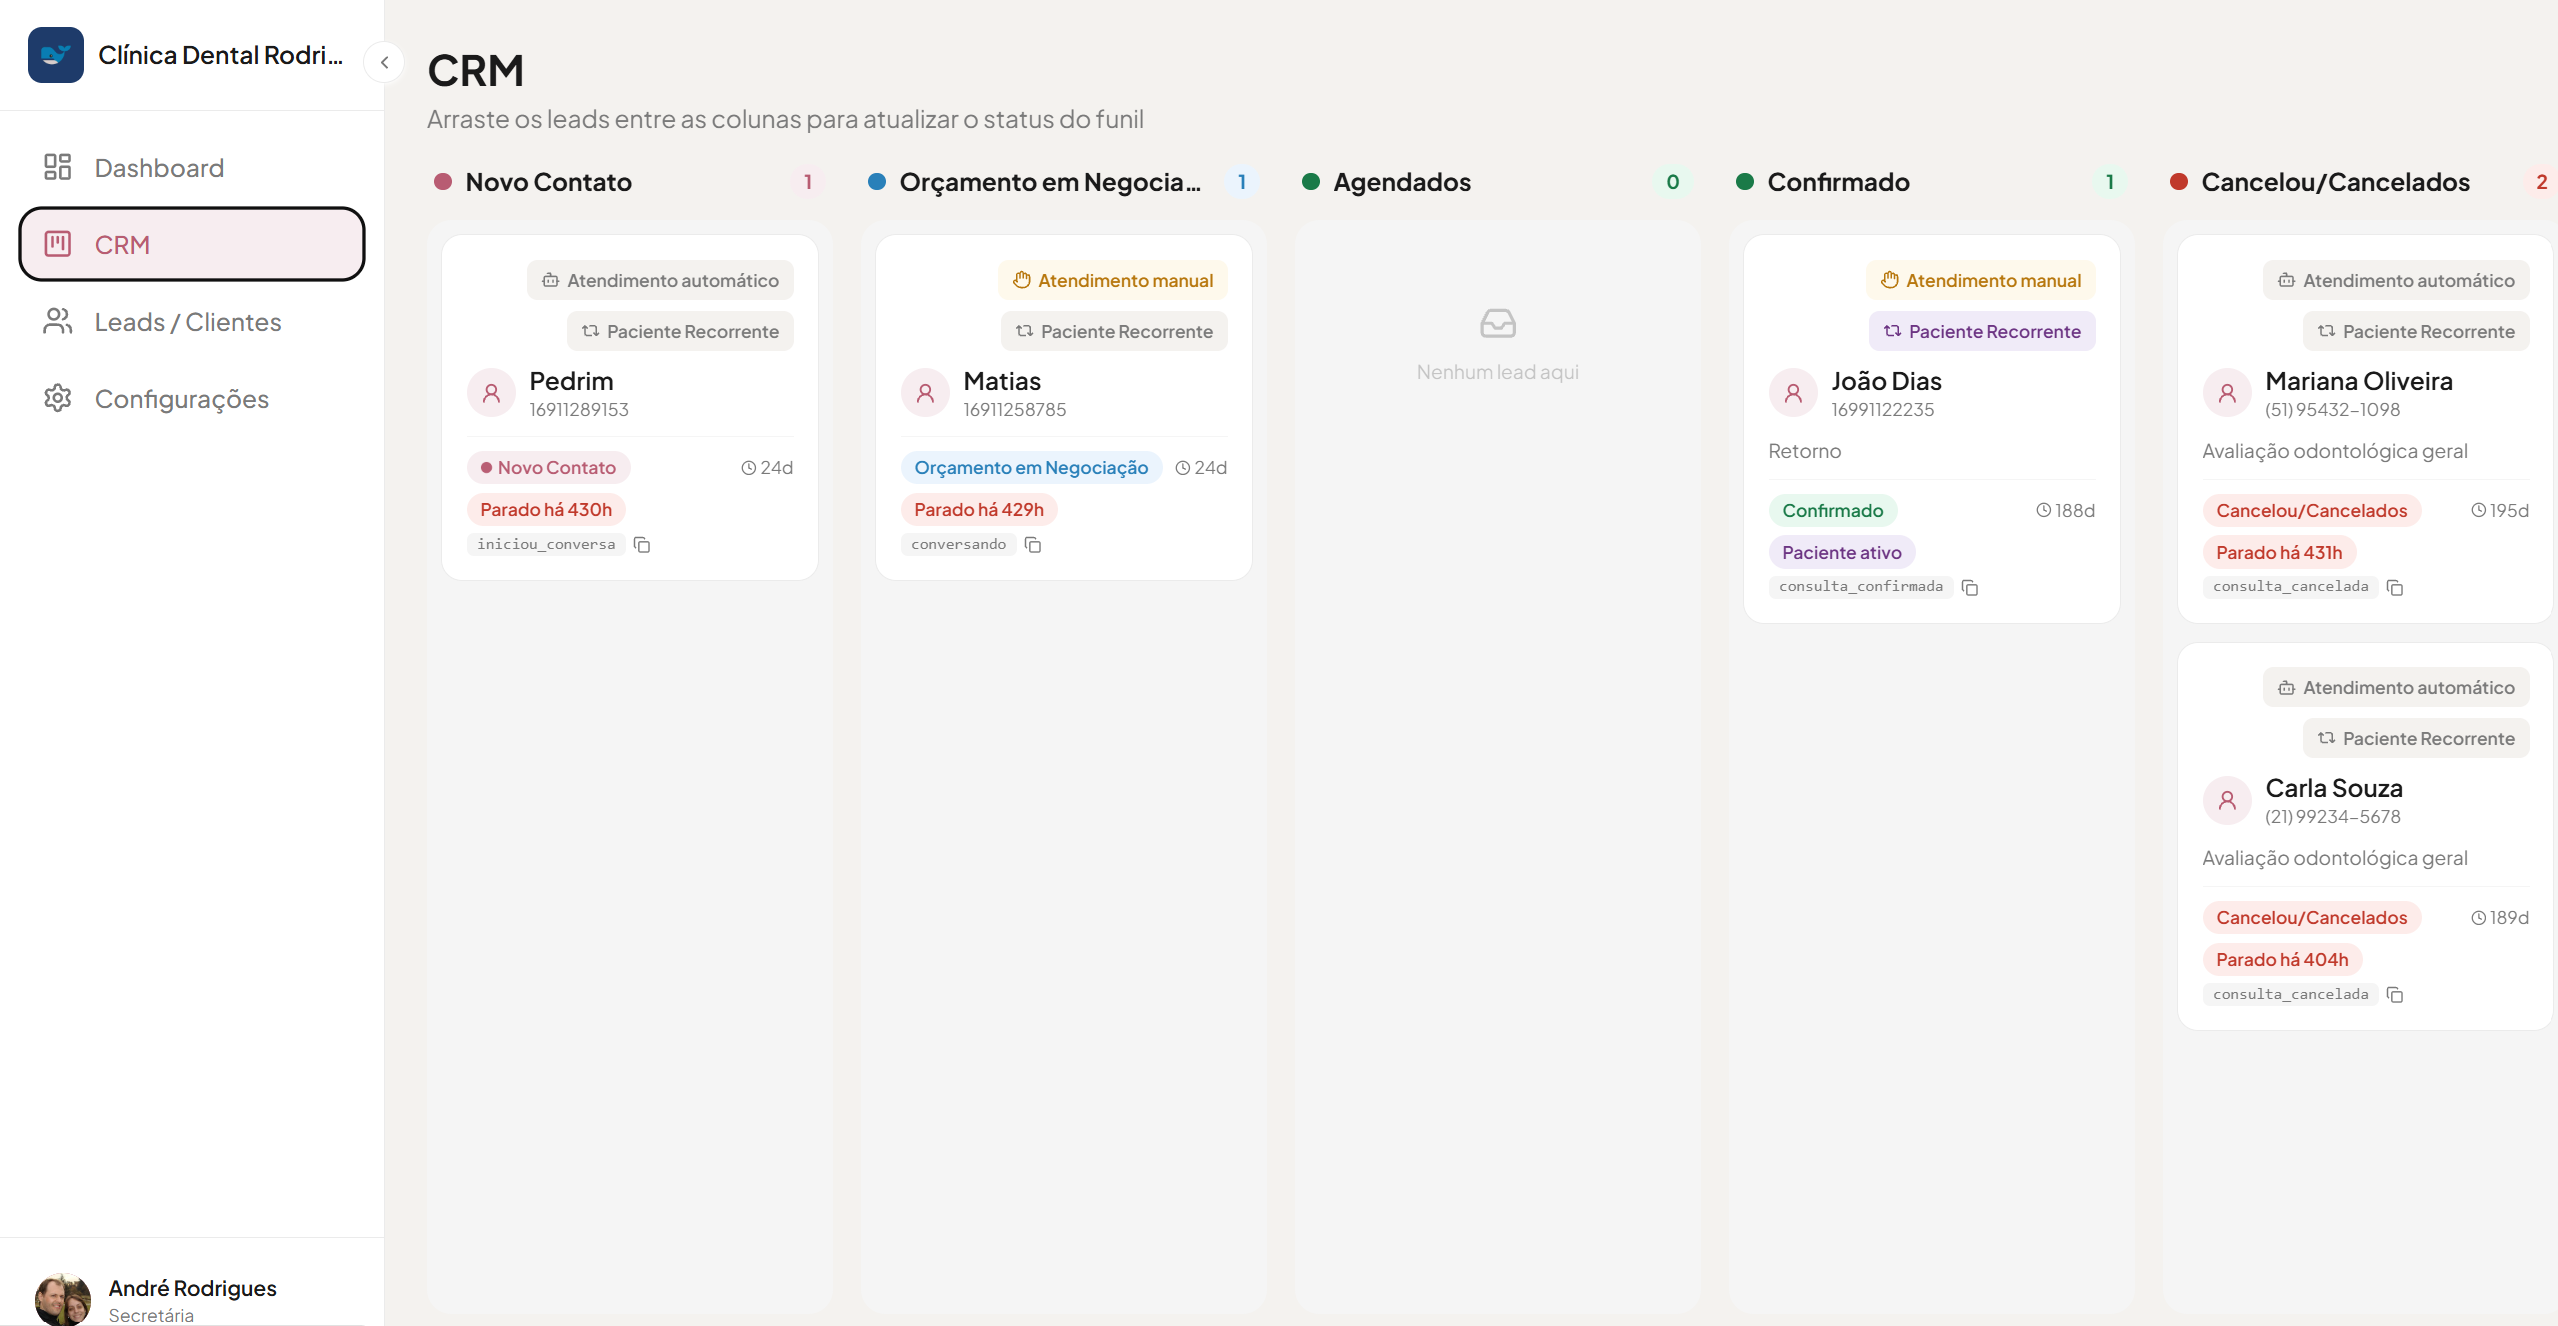 Clínica Dental Rodri...
Dashboard
CRM
Leads / Clientes
Configurações
André Rodrigues
Secretária
CRM
Arraste os leads entre as colunas para atualizar o status do funil
Novo Contato 1
Atendimento automático
Paciente Recorrente
Pedrim
16911289153
Novo Contato 24d
Parado há 430h
iniciou_conversa
Orçamento em Negocia... 1
Atendimento manual
Paciente Recorrente
Matias
16911258785
Orçamento em Negociação 24d
Parado há 429h
conversando
Agendados 0
Nenhum lead aqui
Confirmado 1
Atendimento manual
Paciente Recorrente
João Dias
16991122235
Retorno
Confirmado 188d
Paciente ativo
consulta_confirmada
Cancelou/Cancelados 2
Atendimento automático
Paciente Recorrente
Mariana Oliveira
(51) 95432-1098
Avaliação odontológica geral
Cancelou/Cancelados 195d
Parado há 431h
consulta_cancelada
Atendimento automático
Paciente Recorrente
Carla Souza
(21) 99234-5678
Avaliação odontológica geral
Cancelou/Cancelados 189d
Parado há 404h
consulta_cancelada